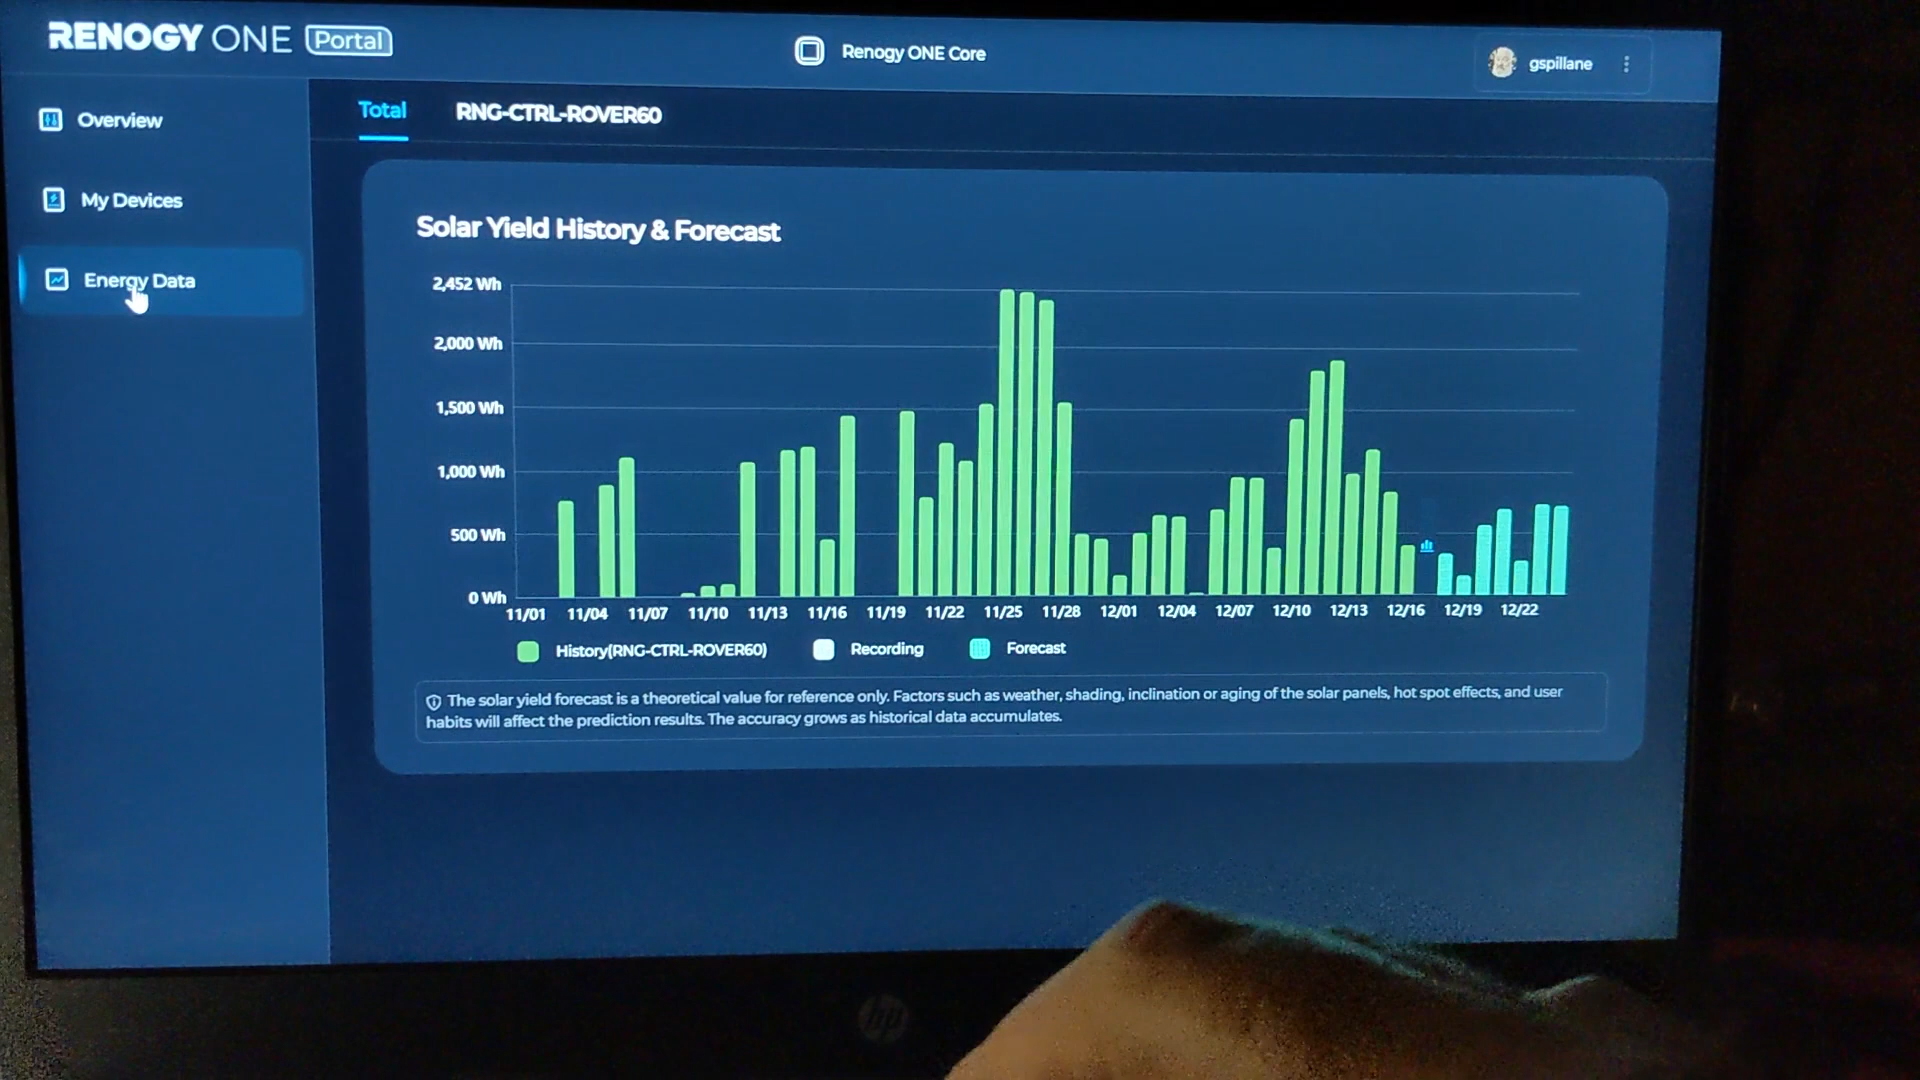 RENOGY ONE Portal
Renogy ONE Core
gspillane
Overview
My Devices
Energy Data
Total
RNG-CTRL-ROVER60
Solar Yield History & Forecast
2,452 Wh
2,000 Wh
1,500 Wh
1,000 Wh
500 Wh
0 Wh
11/01 11/04 11/07 11/10 11/13 11/16 11/19 11/22 11/25 11/28 12/01 12/04 12/07 12/10 12/13 12/16 12/19 12/22
History(RNG-CTRL-ROVER60) Recording Forecast
The solar yield forecast is a theoretical value for reference only. Factors such as weather, shading, inclination or aging of the solar panels, hot spot effects, and user
habits will affect the prediction results. The accuracy grows as historical data accumulates.
hp